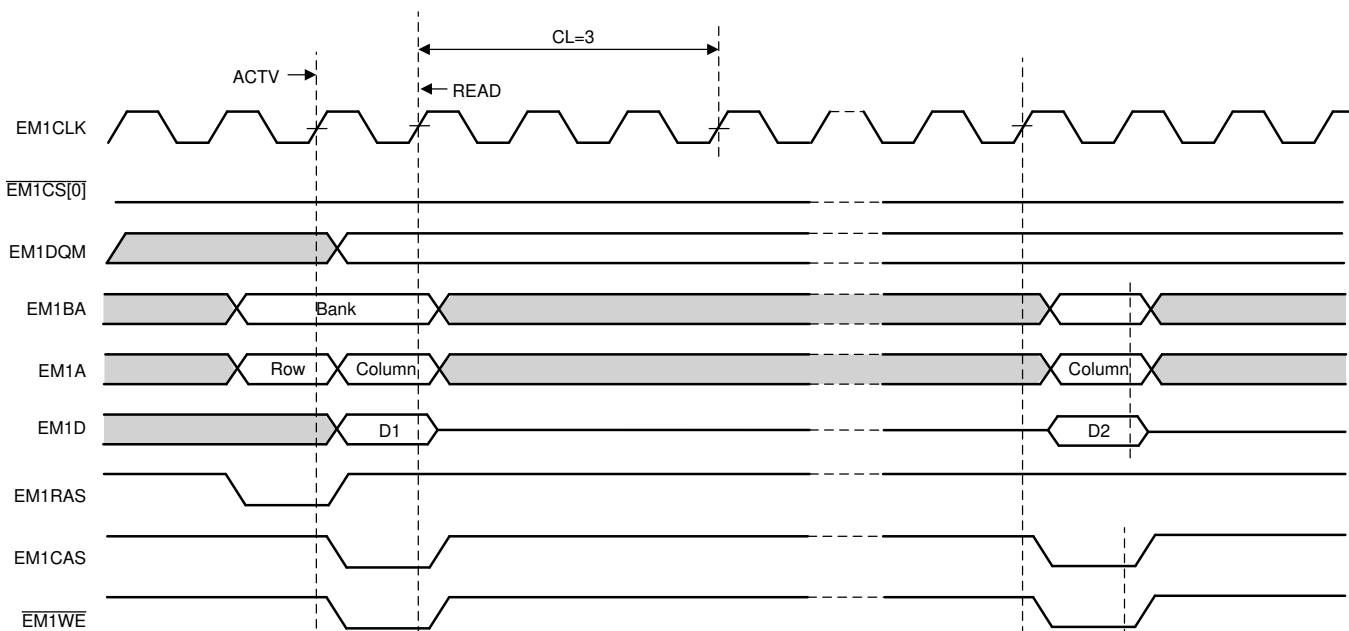 CL=3
ACTV
READ
EM1CLK
EM1CS[0]
EM1DQM
EM1BA
Bank
EM1A
Row
Column
Column
EM1D
D1
D2
EM1RAS
EM1CAS
EM1WE